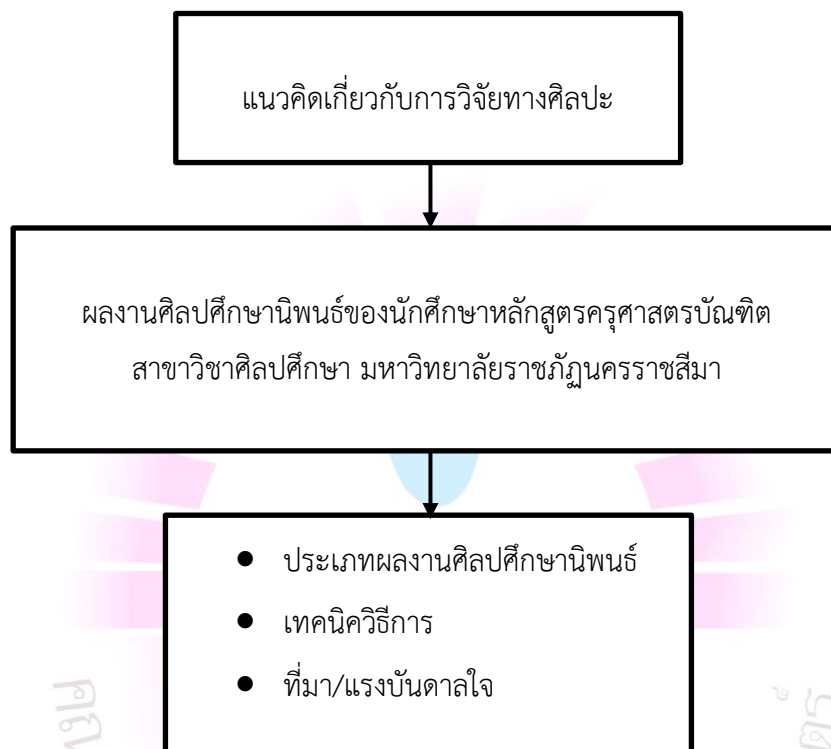 แนวคิดเกี่ยวกับการวิจัยทางศิลปะ
ผลงานศิลปศึกษานิพนธ์ของนักศึกษาหลักสูตรครุศาสตรบัณฑิต
สาขาวิชาศิลปศึกษา มหาวิทยาลัยราชภัฏนครราชสีมา
● ประเภทผลงานศิลปศึกษานิพนธ์
● เทคนิควิธีการ
● ที่มา/แรงบันดาลใจ